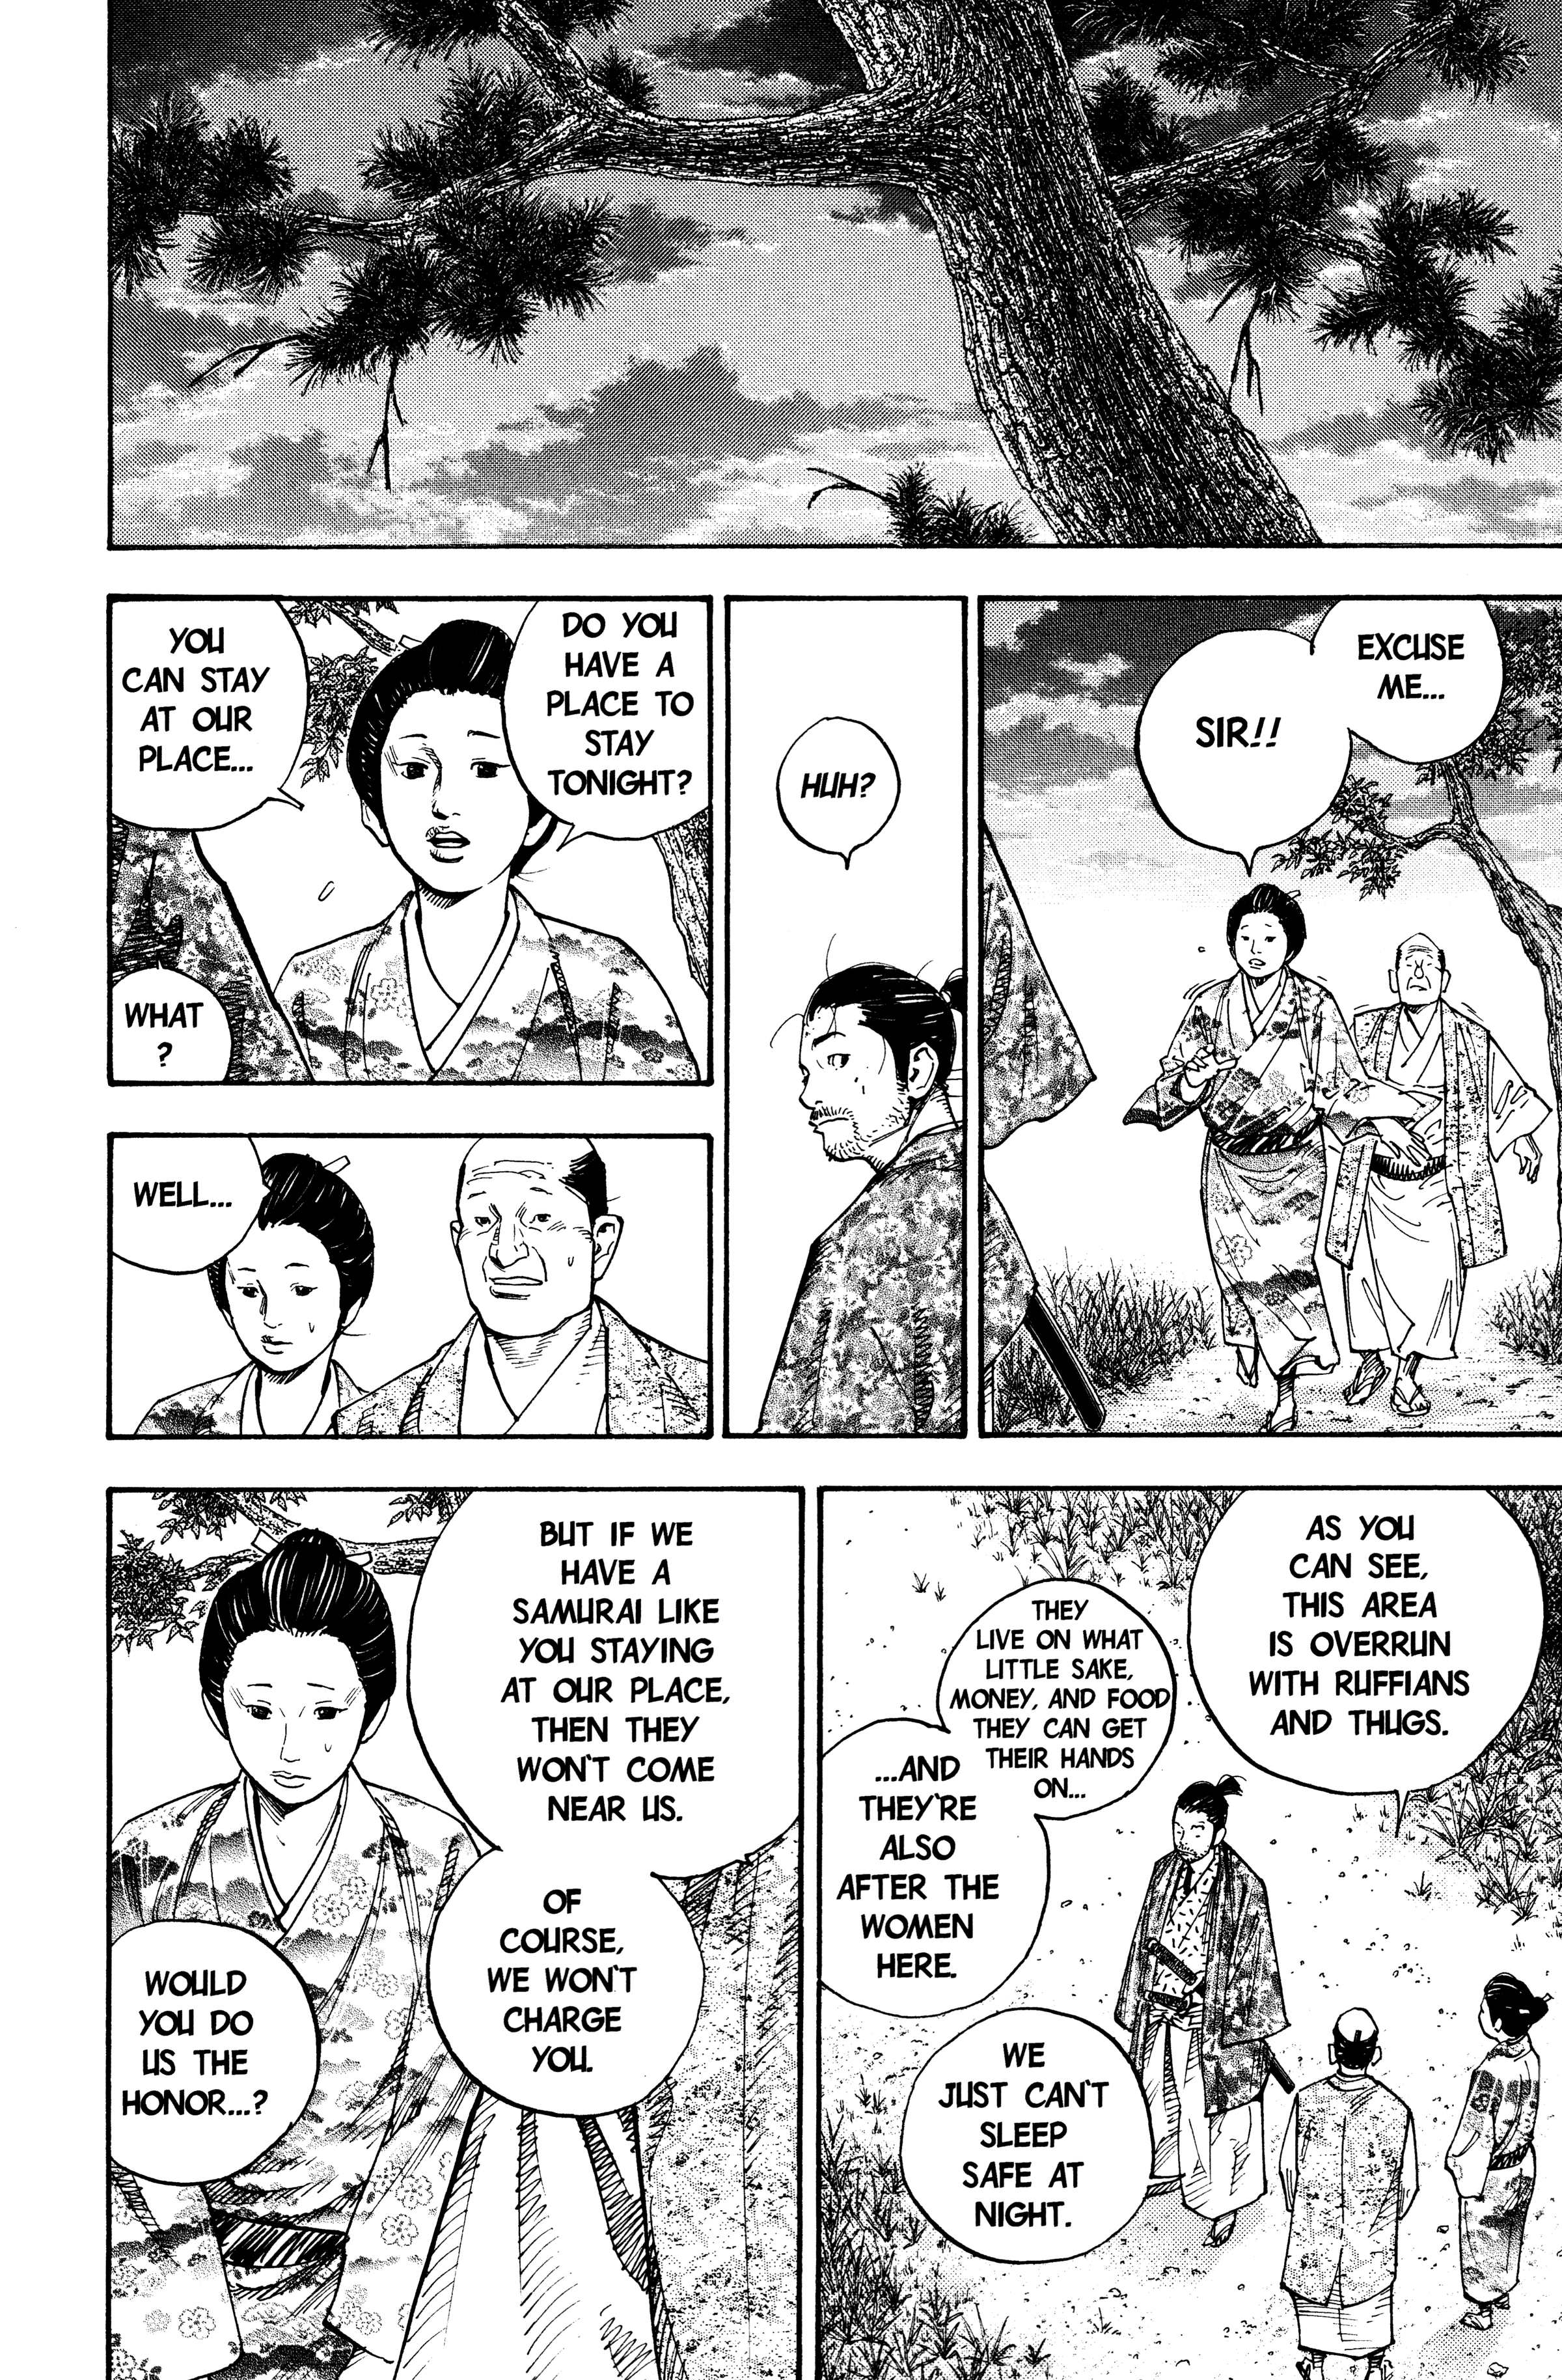 EXCUSE
ME...
SIR!!
HUH?
DO YOU
HAVE A
PLACE TO
STAY
TONIGHT?
YOU
CAN STAY
AT OUR
PLACE...
WHAT
?
WELL...
AS YOU
CAN SEE,
THIS AREA
IS OVERRUN
WITH RUFFIANS
AND THUGS.
THEY
LIVE ON WHAT
LITTLE SAKE,
MONEY, AND FOOD
THEY CAN GET
THEIR HANDS
ON...
...AND
THEY'RE
ALSO
AFTER THE
WOMEN
HERE.
WE
JUST CAN'T
SLEEP
SAFE AT
NIGHT.
BUT IF WE
HAVE A
SAMURAI LIKE
YOU STAYING
AT OUR PLACE,
THEN THEY
WON'T COME
NEAR US.
OF
COURSE,
WE WON'T
CHARGE
YOU.
WOULD
YOU DO
US THE
HONOR...?